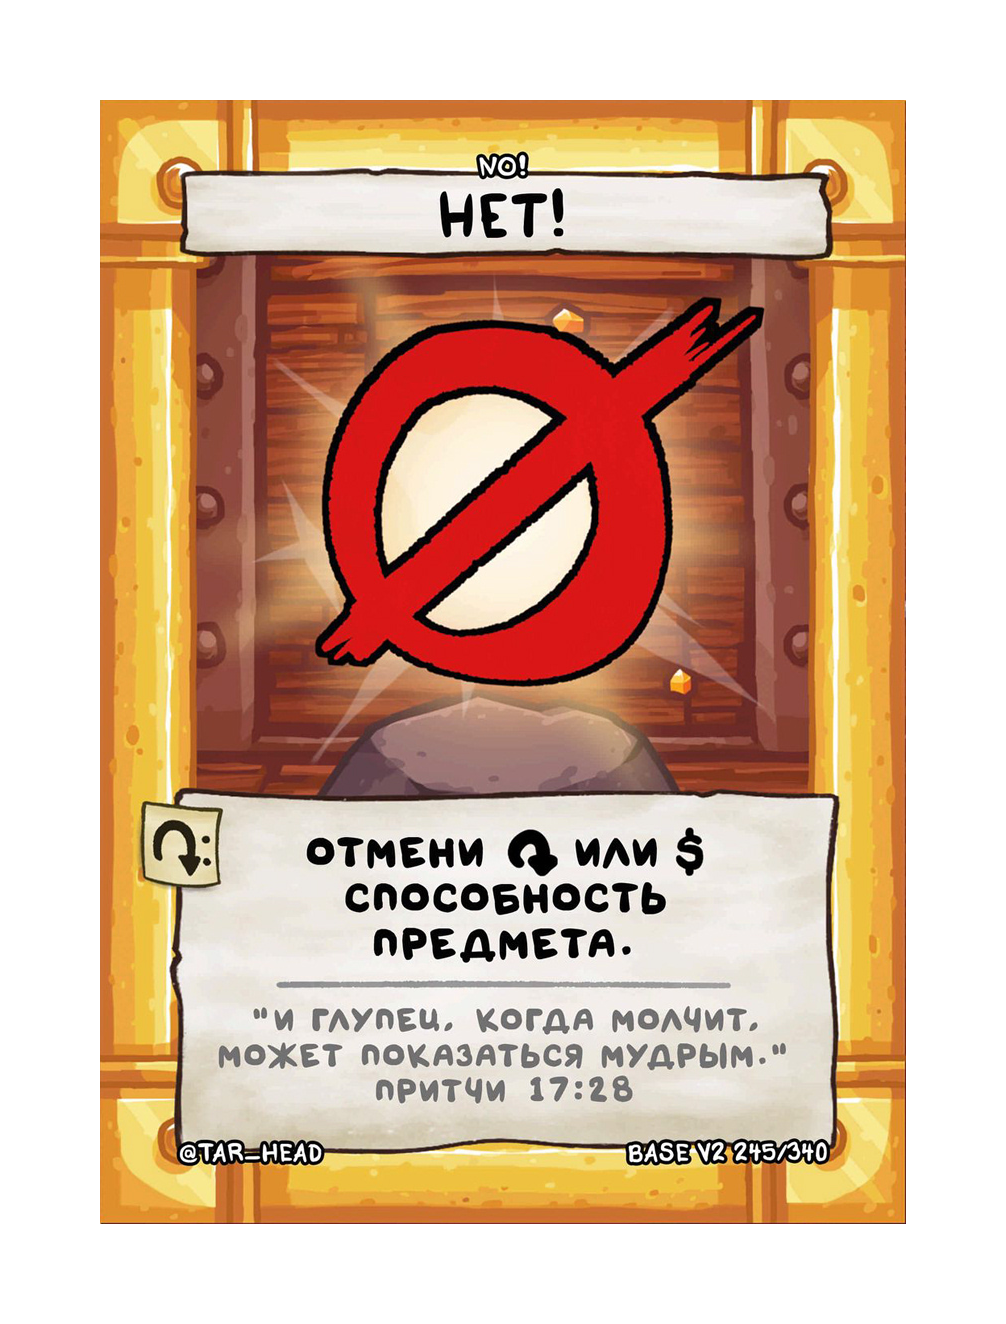 NO!
НЕТ!
ОТМЕНИ ИЛИ $
СПОСОБНОСТЬ
ПРЕДМЕТА.
"И ГЛУПЕЦ, КОГДА МОЛЧИТ,
МОЖЕТ ПОКАЗАТЬСЯ МУДРЫМ."
ПРИТЧИ 17:28
@TAR_HEAD
BASE V2 245/340